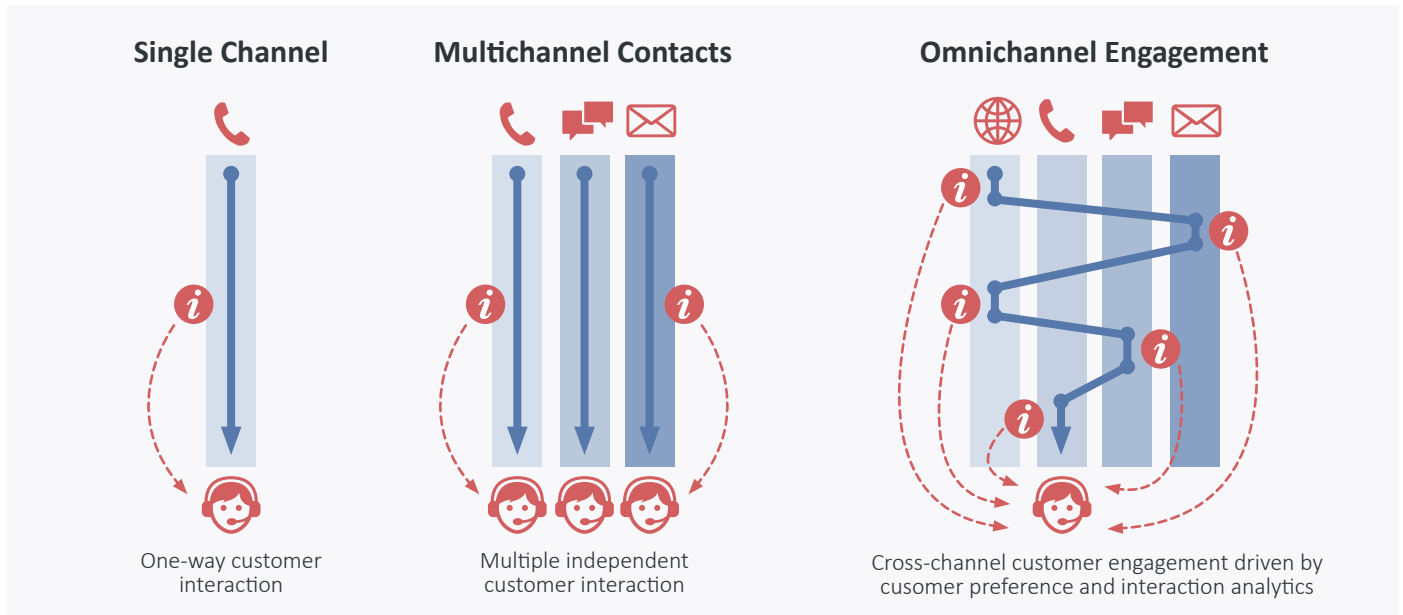 Single Channel
Multichannel Contacts
Omnichannel Engagement
i
i
i
i
i
i
i
i
One-way customer
interaction
Multiple independent
customer interaction
Cross-channel customer engagement driven by
cusomer preference and interaction analytics